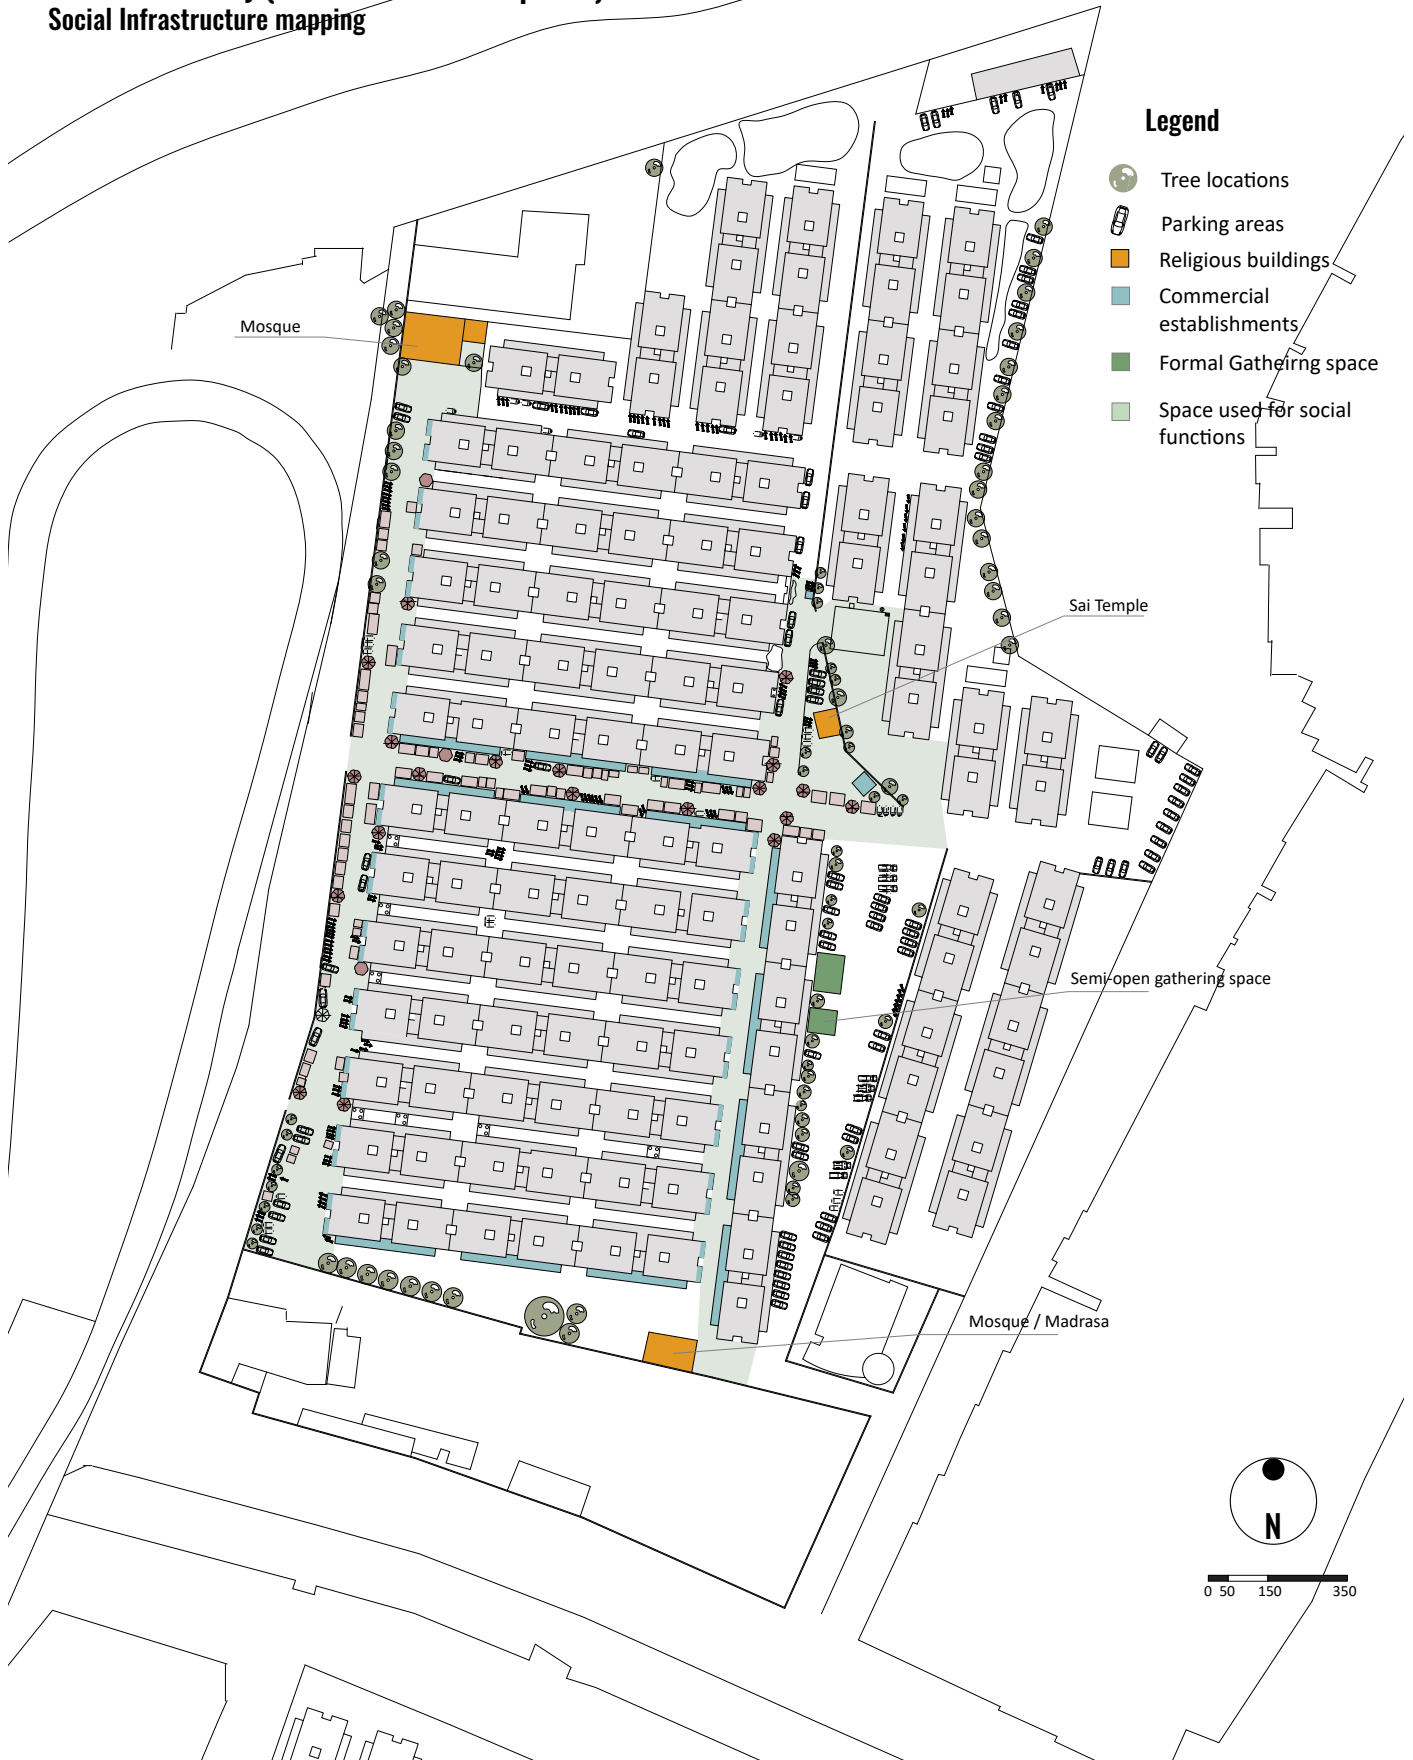 Social Infrastructure mapping
Legend
Tree locations
Parking areas
Religious buildings
Commercial
establishments
Formal Gatheirng space
Space used for social
functions
Mosque
Sai Temple
Semi-open gathering space
Mosque / Madrasa
N
0 50 150 350